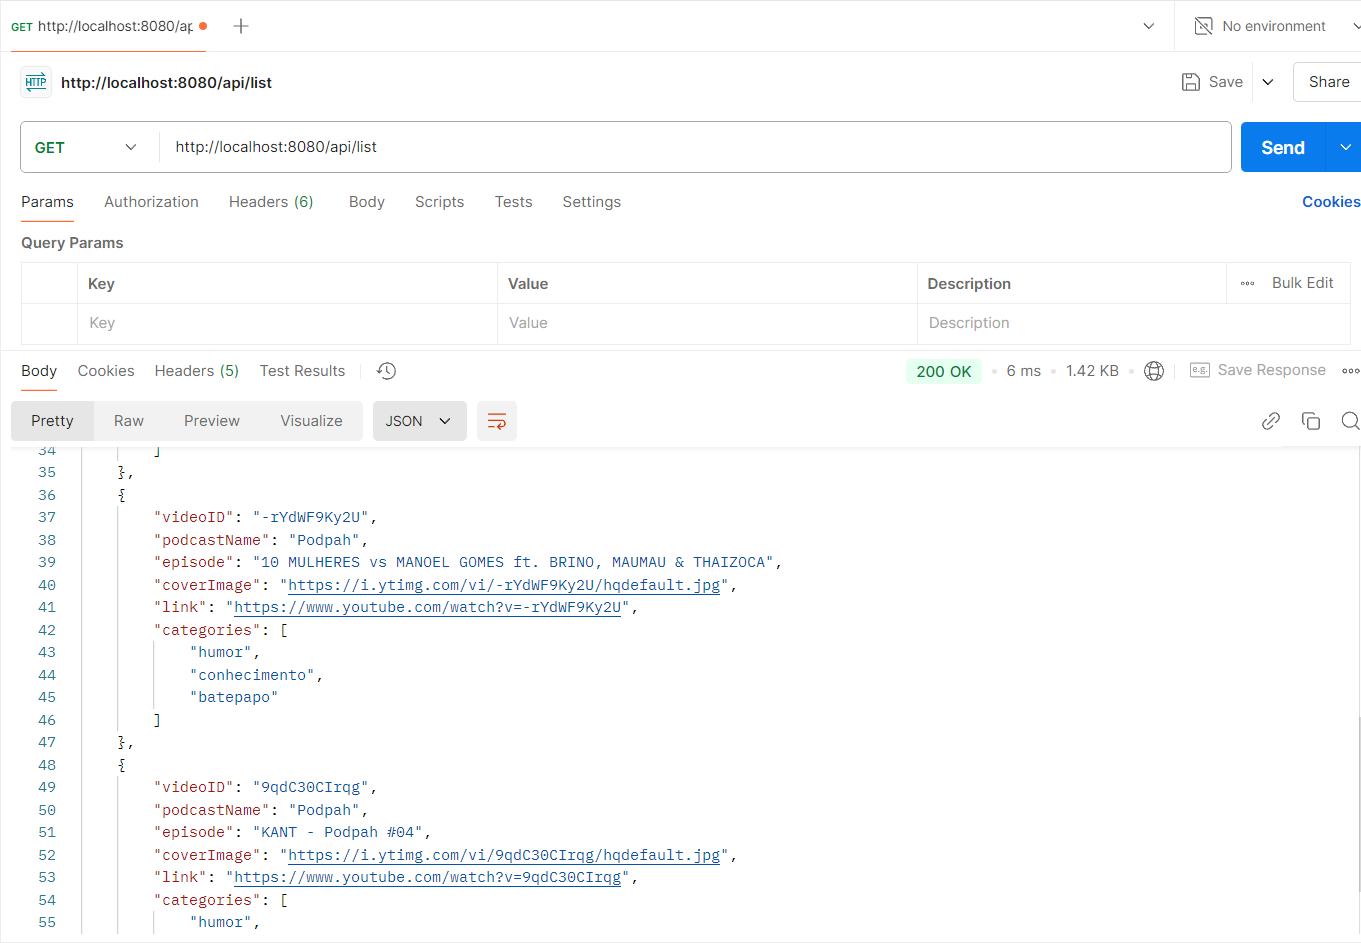 GET http://localhost:8080/ap
No environment
HTTP http://localhost:8080/api/list
Save
Share
GET http://localhost:8080/api/list
Send
Params Authorization Headers (6) Body Scripts Tests Settings Cookies
Query Params
Key Value Description Bulk Edit
Key Value Description
Body Cookies Headers (5) Test Results 200 OK 6 ms 1.42 KB e.g. Save Response
Pretty Raw Preview Visualize JSON
34 ]
35 },
36 {
37 "videoID": "-rYdWF9Ky2U",
38 "podcastName": "Podpah",
39 "episode": "10 MULHERES vs MANOEL GOMES ft. BRINO, MAUMAU & THAIZOCA",
40 "coverImage": "https://i.ytimg.com/vi/-rYdWF9Ky2U/hqdefault.jpg",
41 "link": "https://www.youtube.com/watch?v=-rYdWF9Ky2U",
42 "categories": [
43 "humor",
44 "conhecimento",
45 "batepapo"
46 ]
47 },
48 {
49 "videoID": "9qdC30CIrqg",
50 "podcastName": "Podpah",
51 "episode": "KANT - Podpah #04",
52 "coverImage": "https://i.ytimg.com/vi/9qdC30CIrqg/hqdefault.jpg",
53 "link": "https://www.youtube.com/watch?v=9qdC30CIrqg",
54 "categories": [
55 "humor",